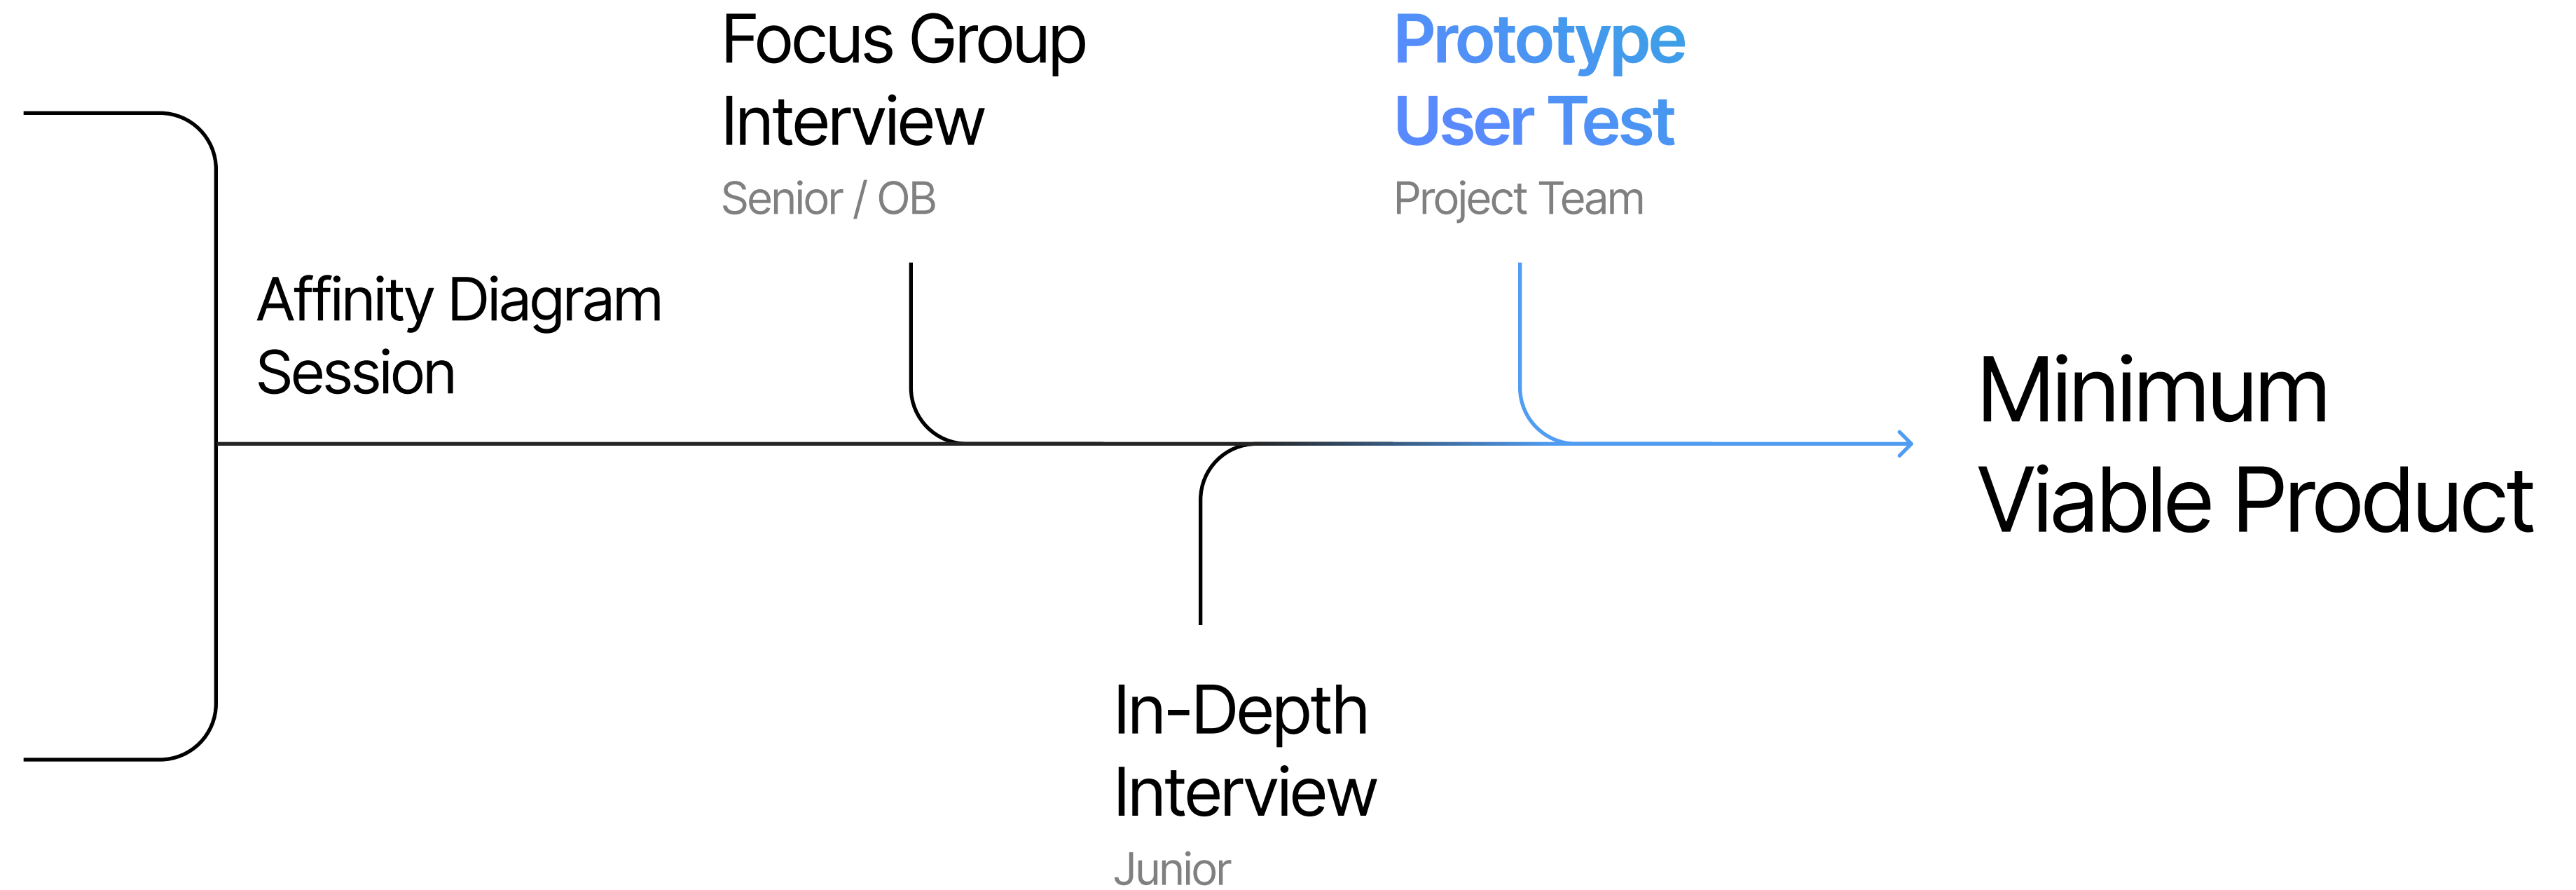 Focus Group
Interview
Senior / OB
Prototype
User Test
Project Team
Affinity Diagram
Session
Minimum
Viable Product
In-Depth
Interview
Junior